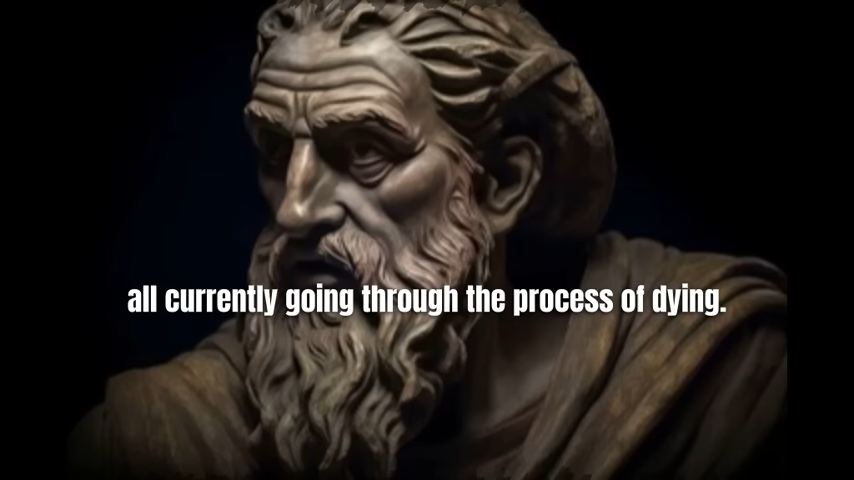 all currently going through the process of dying.